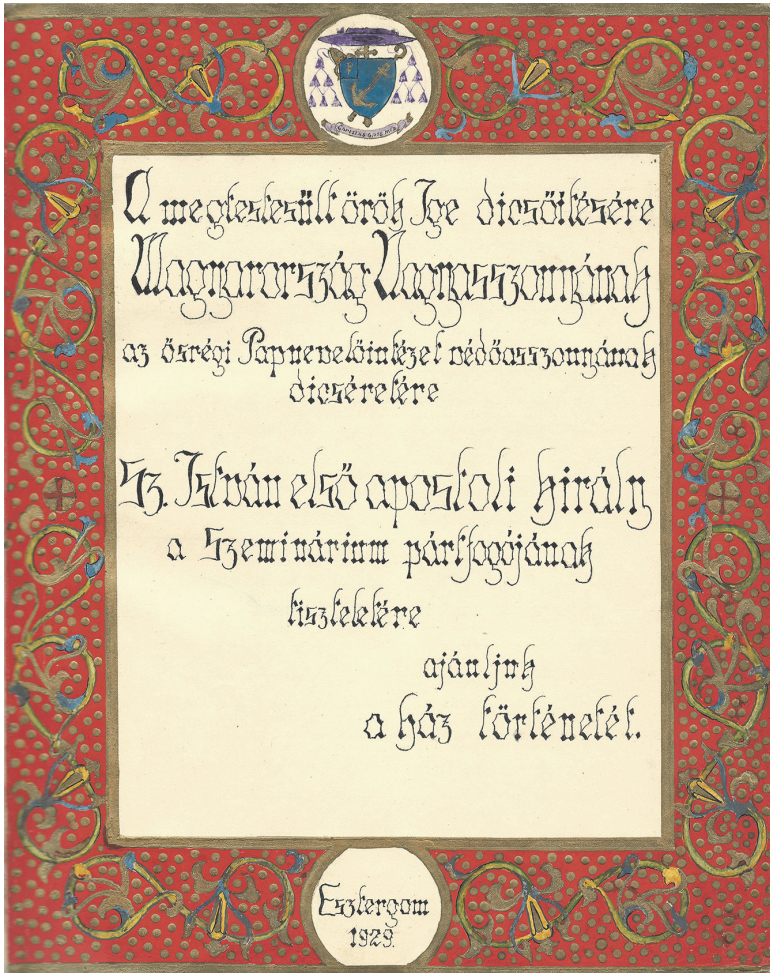 A megtestesült örök Ige dicsőítésére
Magyarország Nagyasszonyának
az ősrégi Papnevelőintézet védőasszonyának
dicséretére
Sz. István első apostoli király
a Szeminárium pártfogójának
tiszteletére
ajánljuk
a ház történetét.
Esztergom
1929.